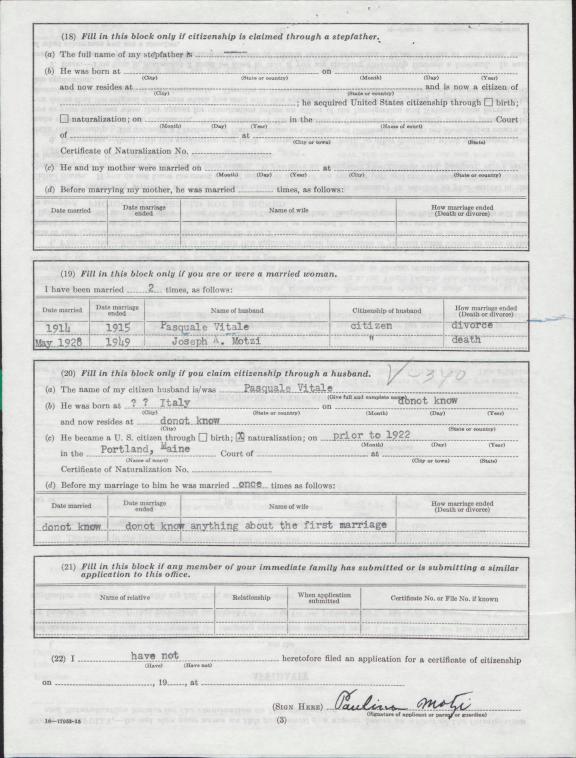 (18) Fill in this block only if citizenship is claimed through a stepfather.
(a) The full name of my stepfather is
(b) He was born at on
(City) (State or country) (Month) (Day) (Year)
and now resides at and is now a citizen of
(City) (State or country)
; he acquired United States citizenship through ☐ birth;
☐ naturalization; on in the Court
(Month) (Day) (Year) (Name of court)
of at
(City or town) (State)
Certificate of Naturalization No.
(c) He and my mother were married on at
(Month) (Day) (Year) (City) (State or country)
(d) Before marrying my mother, he was married times, as follows:
Date married Date marriage ended Name of wife How marriage ended (Death or divorce)
(19) Fill in this block only if you are or were a married woman.
I have been married 2 times, as follows:
Date married Date marriage ended Name of husband Citizenship of husband How marriage ended (Death or divorce)
1914 1915 Pasquale Vitale citizen divorce
May 1928 1949 Joseph A. Motzi " death
(20) Fill in this block only if you claim citizenship through a husband.
V-340
(a) The name of my citizen husband is/was Pasquale Vitale
(Give full and complete name)
(b) He was born at ? ? Italy on donot know
(City) (State or country) (Month) (Day) (Year)
and now resides at donot know
(City) (State or country)
(c) He became a U. S. citizen through ☐ birth; ☒ naturalization; on prior to 1922
(Month) (Day) (Year)
in the Portland, Maine Court of at
(Name of court) (City or town) (State)
Certificate of Naturalization No.
(d) Before my marriage to him he was married once times as follows:
Date married Date marriage ended Name of wife How marriage ended (Death or divorce)
donot know donot know anything about the first marriage
(21) Fill in this block if any member of your immediate family has submitted or is submitting a similar
application to this office.
Name of relative Relationship When application submitted Certificate No. or File No. if known
(22) I have not heretofore filed an application for a certificate of citizenship
(Have) (Have not)
on , 19 , at
(SIGN HERE) Paulina Motzi
(Signature of applicant or parent or guardian)
16—17053-15 (3)